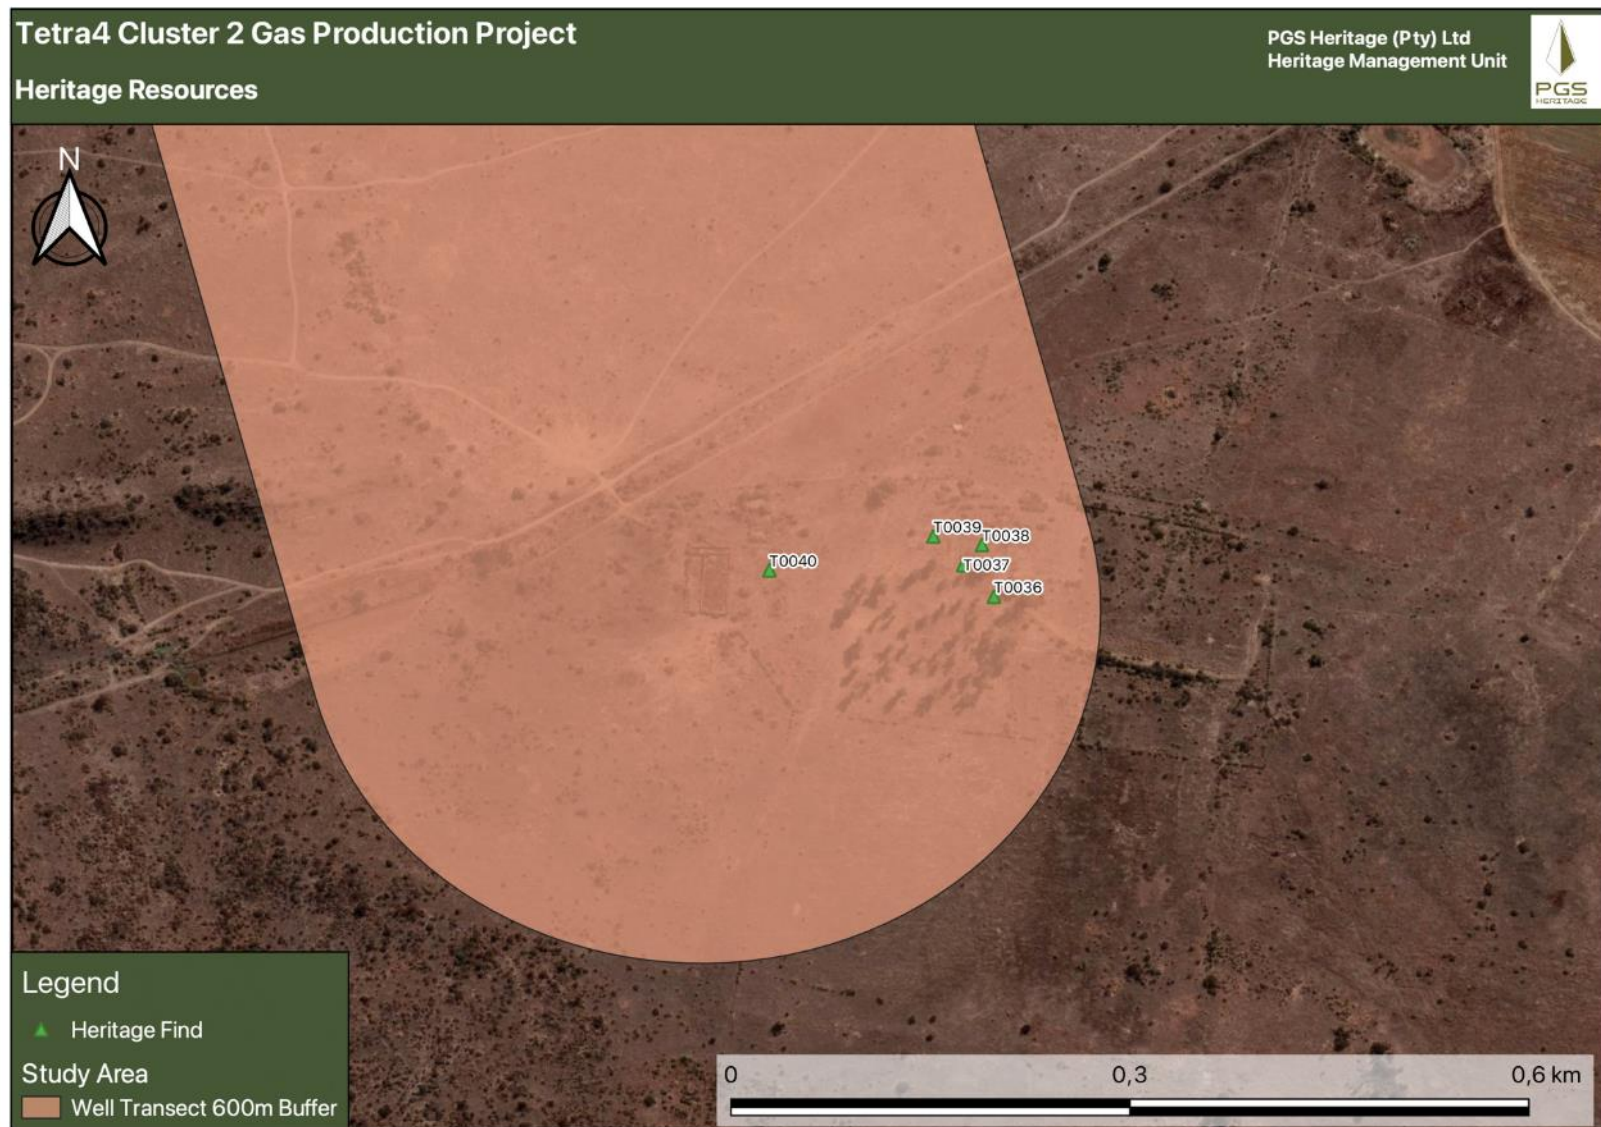 Tetra4 Cluster 2 Gas Production Project
Heritage Resources
PGS Heritage (Pty) Ltd
Heritage Management Unit
PGS
HERITAGE
N
T0039
T0038
T0040
T0037
T0036
Legend
Heritage Find
Study Area
Well Transect 600m Buffer
0 0,3 0,6 km